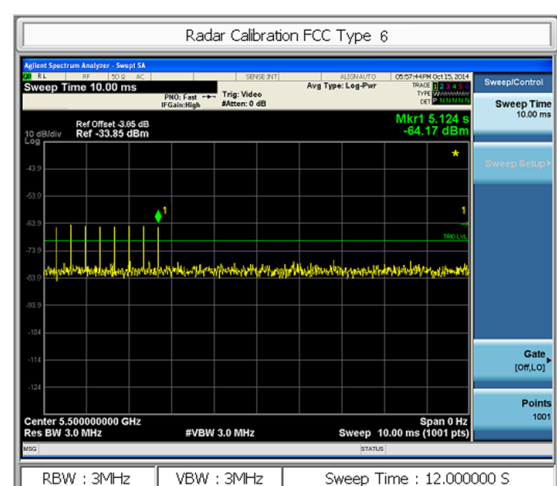 Radar Calibration FCC Type 6
Agilent Spectrum Analyzer - Swept SA
RL RF 50 Ω AC SENSE:INT ALIGNAUTO 05:57:44PM Oct 15, 2014
Sweep Time 10.00 ms
PNO: Fast
IFGain:High
Trig: Video
#Atten: 0 dB
Avg Type: Log-Pwr
TRACE 1 2 3 4 5 6
TYPE
DET P N N N N N
Sweep/Control
Sweep Time
10.00 ms
Ref Offset -3.85 dB
Ref -33.85 dBm
10 dB/div
Log
Mkr1 5.124 s
-64.17 dBm
Sweep Setup
-43.9
-53.9
-63.9
-73.9
-83.9
-93.9
-104
-114
-124
1
1
TRIG LVL
Gate
[Off,LO]
Points
1001
Center 5.500000000 GHz
Span 0 Hz
Res BW 3.0 MHz
#VBW 3.0 MHz
Sweep 10.00 ms (1001 pts)
MSG
STATUS
RBW : 3MHz
VBW : 3MHz
Sweep Time : 12.000000 S